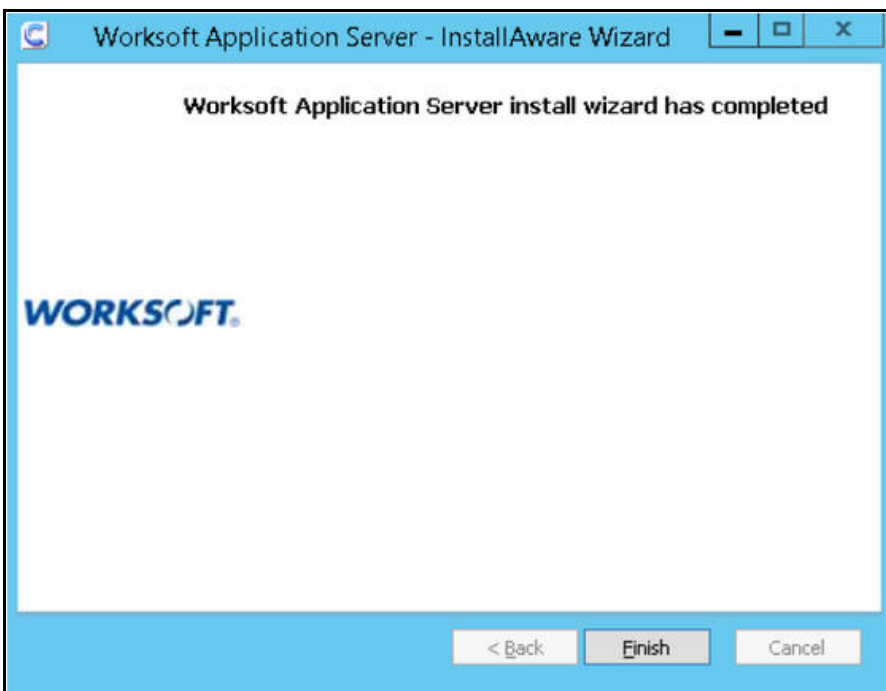 Worksoft Application Server - InstallAware Wizard
Worksoft Application Server install wizard has completed
WORKSOFT®
< Back Finish Cancel